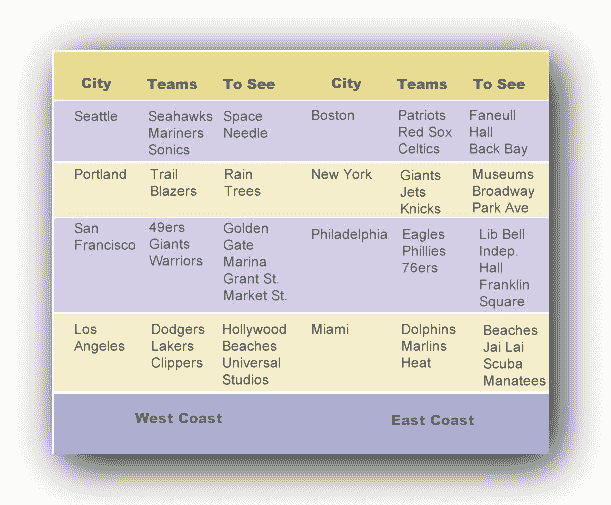 City Teams To See City Teams To See
Seattle Seahawks Space Boston Patriots Faneull
Mariners Needle Red Sox Hall
Sonics Celtics Back Bay
Portland Trail Rain New York Giants Museums
Blazers Trees Jets Broadway
Knicks Park Ave
San 49ers Golden Philadelphia Eagles Lib Bell
Francisco Giants Gate Phillies Indep.
Warriors Marina 76ers Hall
Grant St. Franklin
Market St. Square
Los Dodgers Hollywood Miami Dolphins Beaches
Angeles Lakers Beaches Marlins Jai Lai
Clippers Universal Heat Scuba
Studios Manatees
West Coast East Coast